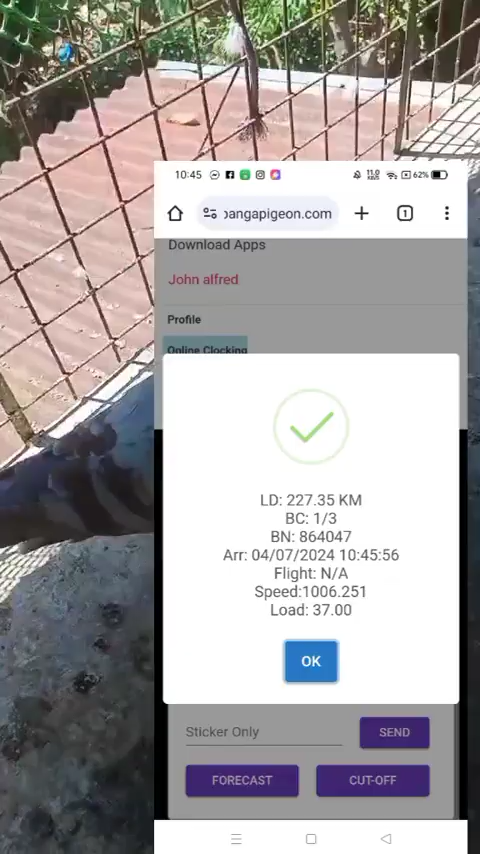 10:45
62%
pangapigeon.com
1
Download Apps
John alfred
Profile
Online Clocking
LD: 227.35 KM
BC: 1/3
BN: 864047
Arr: 04/07/2024 10:45:56
Flight: N/A
Speed:1006.251
Load: 37.00
OK
Sticker Only
SEND
FORECAST
CUT-OFF